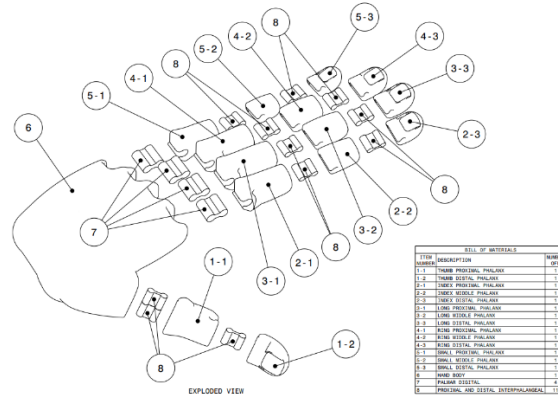 5-3
8
4-2
4-3
5-2
8
3-3
4-1
5-1
6
2-3
8
7
2-2
3-2
8
1-1
3-1
2-1
1-2
8
EXPLODED VIEW
BILL OF MATERIALS
ITEM NUMBER DESCRIPTION
1-1 THUMB PROXIMAL PHALANX 1
1-2 THUMB DISTAL PHALANX 1
2-1 INDEX PROXIMAL PHALANX 1
2-2 INDEX MIDDLE PHALANX 1
2-3 INDEX DISTAL PHALANX 1
3-1 LONG PROXIMAL PHALANX 1
3-2 LONG MIDDLE PHALANX 1
3-3 LONG DISTAL PHALANX 1
4-1 RING PROXIMAL PHALANX 1
4-2 RING MIDDLE PHALANX 1
4-3 RING DISTAL PHALANX 1
5-1 SMALL PROXIMAL PHALANX 1
5-2 SMALL MIDDLE PHALANX 1
5-3 SMALL DISTAL PHALANX 1
6 HAND BODY 1
7 PALMAR DIGITAL 4
8 PROXIMAL AND DISTAL INTERPHALANGEAL 11